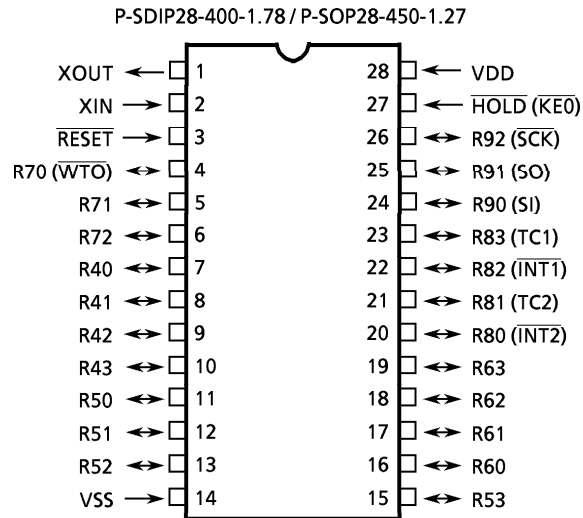 P-SDIP28-400-1.78 / P-SOP28-450-1.27
XOUT 1 28 VDD
XIN 2 27 HOLD (KE0)
RESET 3 26 R92 (SCK)
R70 (WTO) 4 25 R91 (SO)
R71 5 24 R90 (SI)
R72 6 23 R83 (TC1)
R40 7 22 R82 (INT1)
R41 8 21 R81 (TC2)
R42 9 20 R80 (INT2)
R43 10 19 R63
R50 11 18 R62
R51 12 17 R61
R52 13 16 R60
VSS 14 15 R53